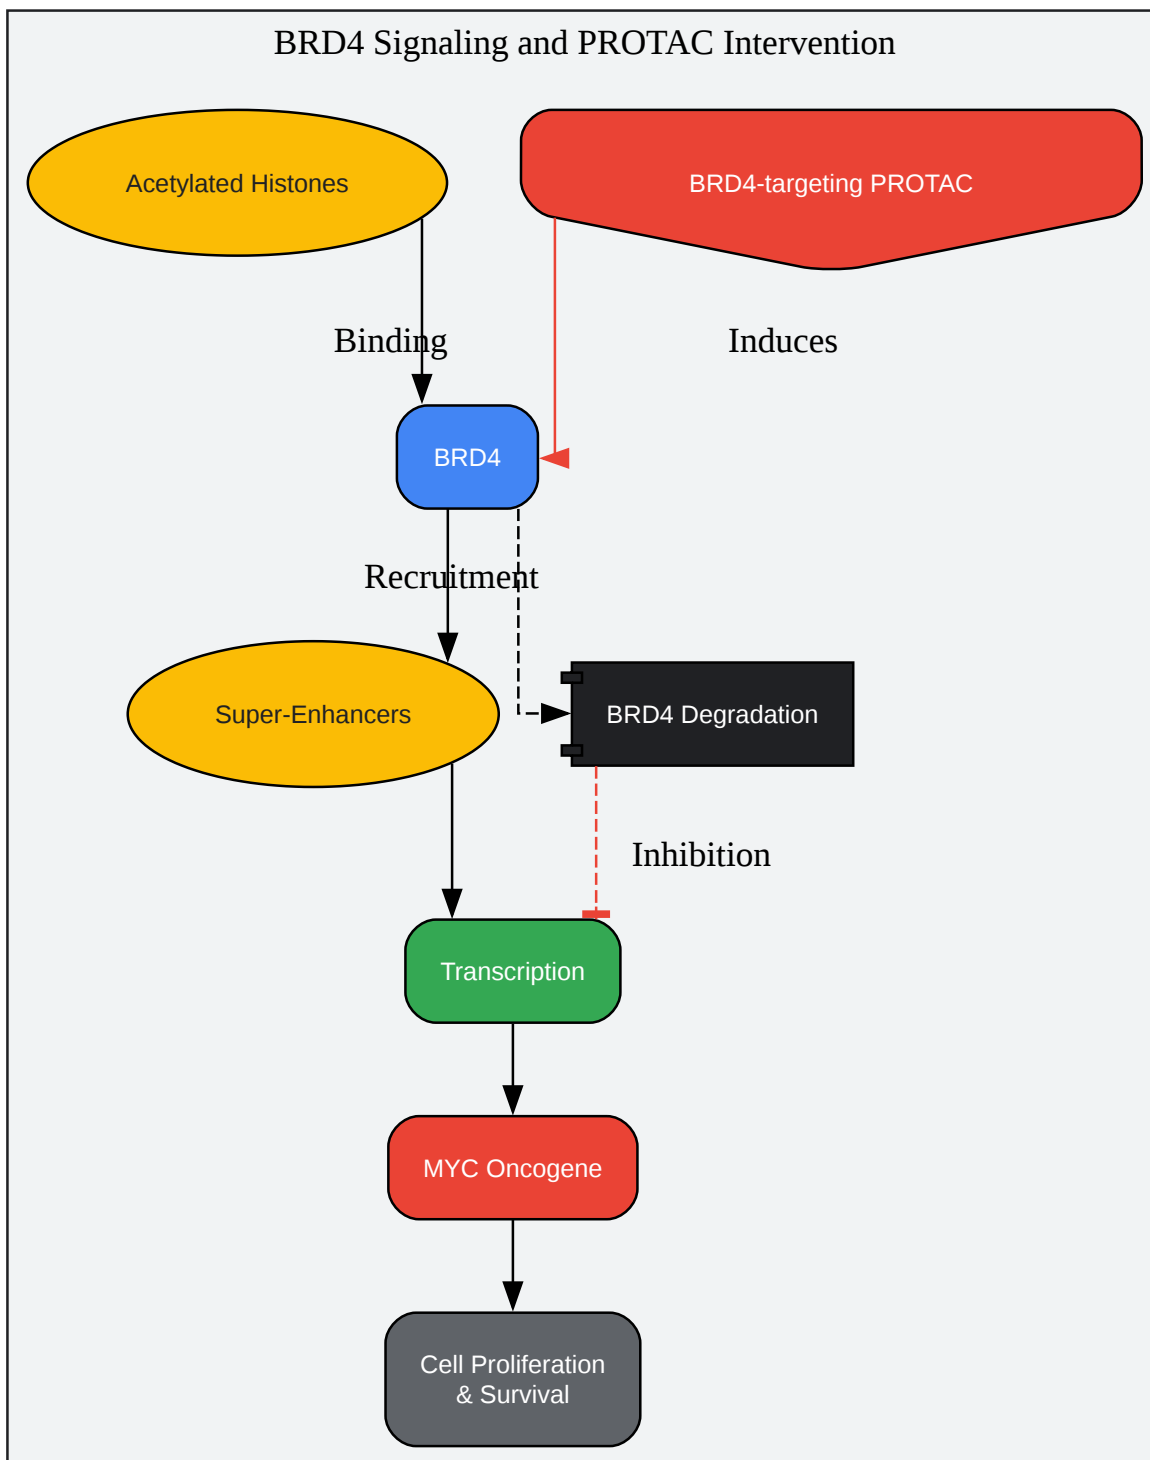 BRD4 Signaling and PROTAC Intervention
Acetylated Histones
BRD4-targeting PROTAC
Binding
Induces
BRD4
Recruitment
Super-Enhancers
BRD4 Degradation
Inhibition
Transcription
MYC Oncogene
Cell Proliferation
& Survival